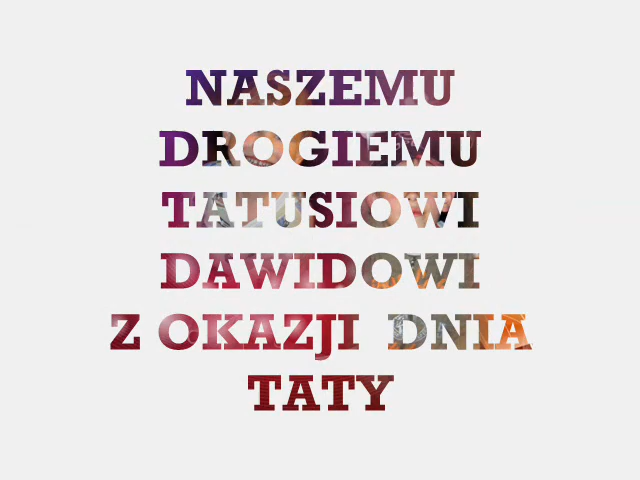 NASZEMU
DROGIEMU
TATUSIOWI
DAWIDOWI
Z OKAZJI DNIA
TATY